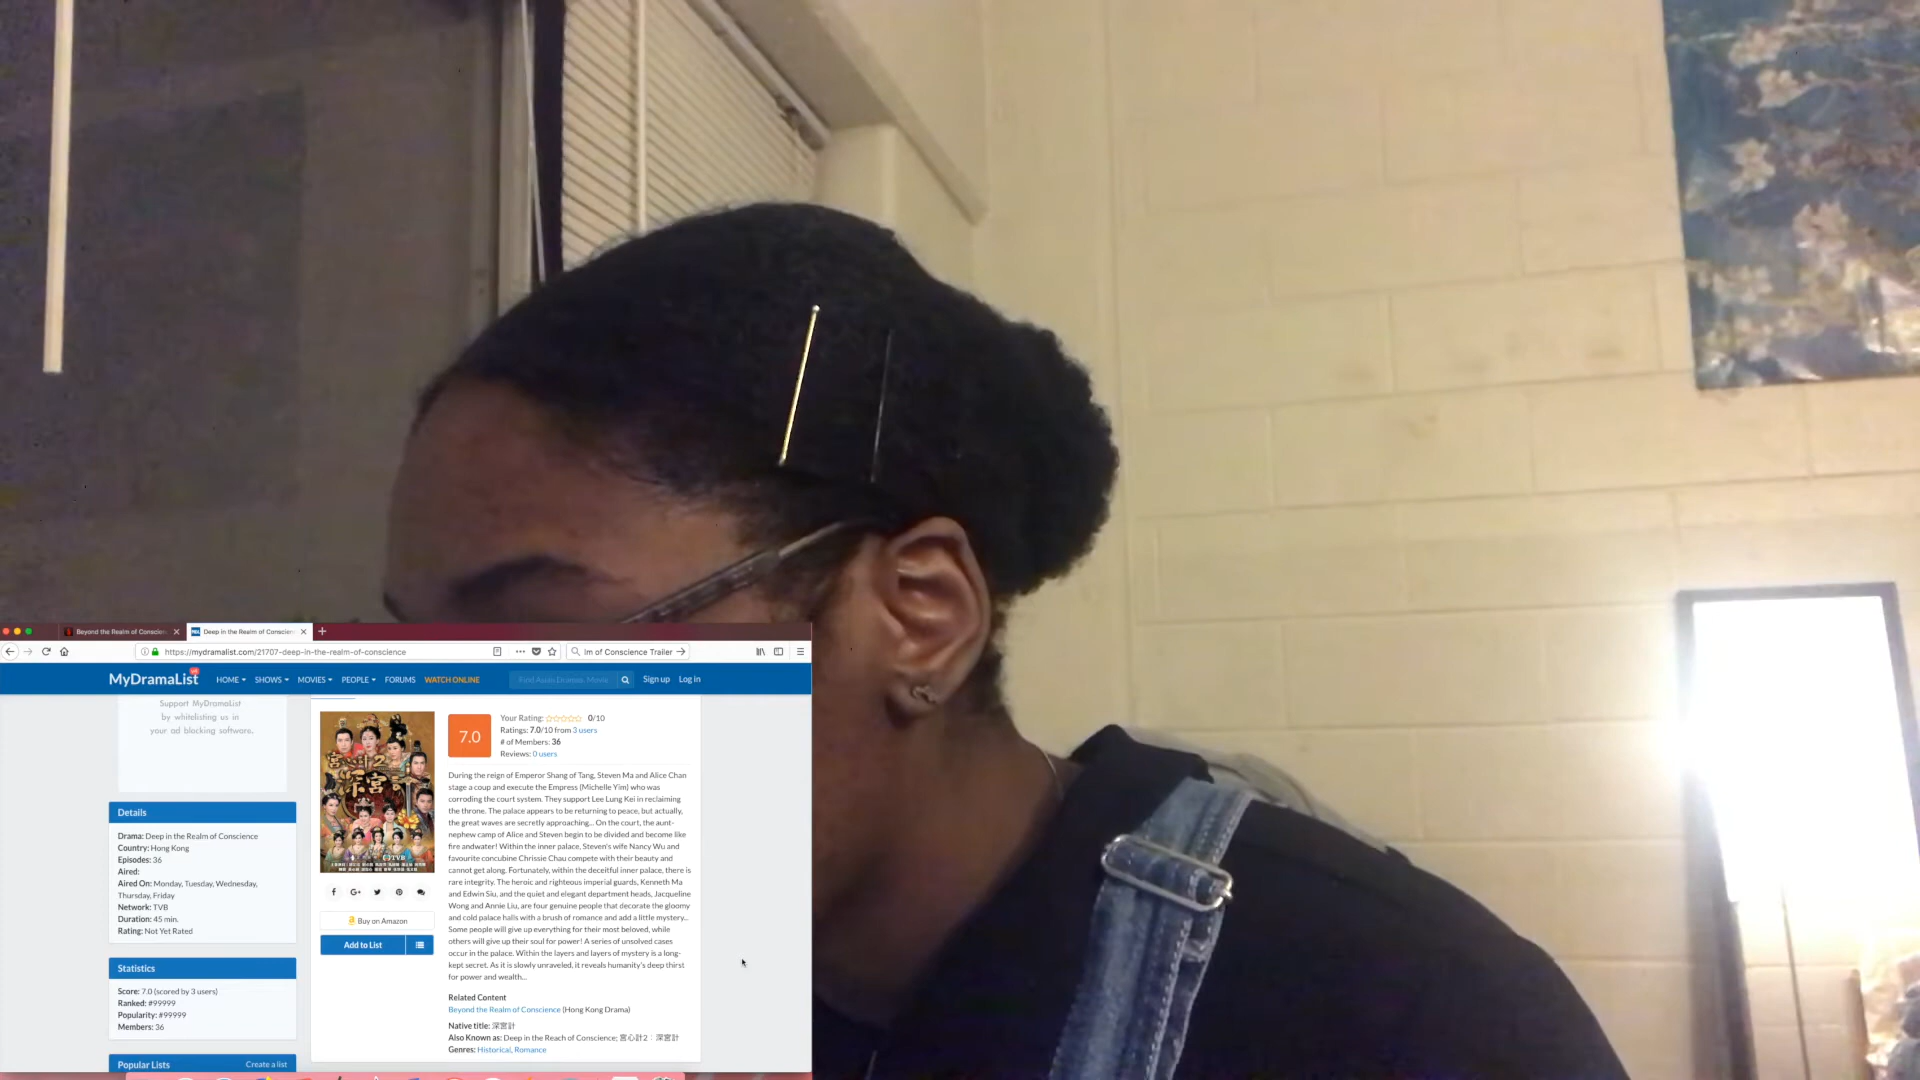 Beyond the Realm of Conscien
Deep in the Realm of Conscien
https://mydramalist.com/21707-deep-in-the-realm-of-conscience
lm of Conscience Trailer
MyDramaList
HOME SHOWS MOVIES PEOPLE FORUMS WATCH ONLINE
Find Asian Dramas, Movie
Sign up Log in
Support MyDramaList
by whitelisting us in
your ad blocking software.
Details
Drama: Deep in the Realm of Conscience
Country: Hong Kong
Episodes: 36
Aired:
Aired On: Monday, Tuesday, Wednesday,
Thursday, Friday
Network: TVB
Duration: 45 min.
Rating: Not Yet Rated
Statistics
Score: 7.0 (scored by 3 users)
Ranked: #99999
Popularity: #99999
Members: 36
Popular Lists Create a list
宮心計2
深宮計
TVB
Buy on Amazon
Add to List
7.0
Your Rating: 0/10
Ratings: 7.0/10 from 3 users
# of Members: 36
Reviews: 0 users
During the reign of Emperor Shang of Tang, Steven Ma and Alice Chan
stage a coup and execute the Empress (Michelle Yim) who was
corroding the court system. They support Lee Lung Kei in reclaiming
the throne. The palace appears to be returning to peace, but actually,
the great waves are secretly approaching... On the court, the aunt-
nephew camp of Alice and Steven begin to be divided and become like
fire andwater! Within the inner palace, Steven's wife Nancy Wu and
favourite concubine Chrissie Chau compete with their beauty and
cannot get along. Fortunately, within the deceitful inner palace, there is
rare integrity. The heroic and righteous imperial guards, Kenneth Ma
and Edwin Siu, and the quiet and elegant department heads, Jacqueline
Wong and Annie Liu, are four genuine people that decorate the gloomy
and cold palace halls with a brush of romance and add a little mystery...
Some people will give up everything for their most beloved, while
others will give up their soul for power! A series of unsolved cases
occur in the palace. Within the layers and layers of mystery is a long-
kept secret. As it is slowly unraveled, it reveals humanity's deep thirst
for power and wealth...
Related Content
Beyond the Realm of Conscience (Hong Kong Drama)
Native title: 深宮計
Also Known as: Deep in the Reach of Conscience; 宮心計2：深宮計
Genres: Historical, Romance